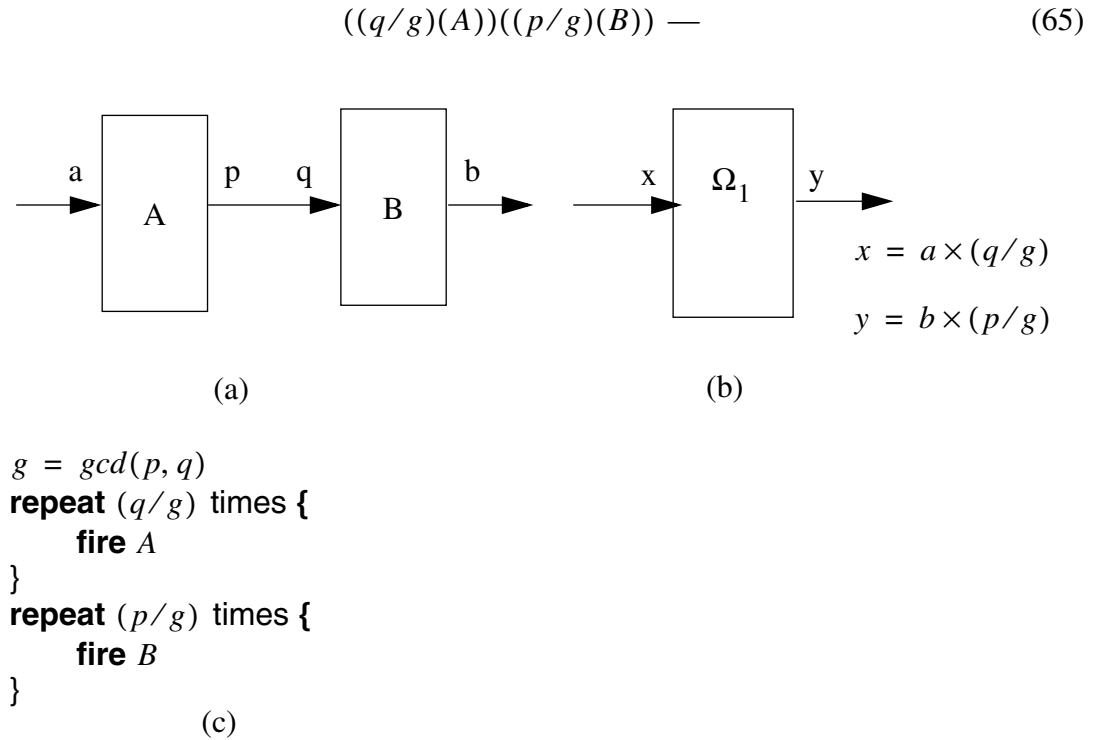 ((q/g)(A))((p/g)(B)) — (65)
a A p q B b
x Ω1 y
x = a × (q/g)
y = b × (p/g)
(a) (b)
g = gcd(p, q)
repeat (q/g) times {
fire A
}
repeat (p/g) times {
fire B
}
(c)